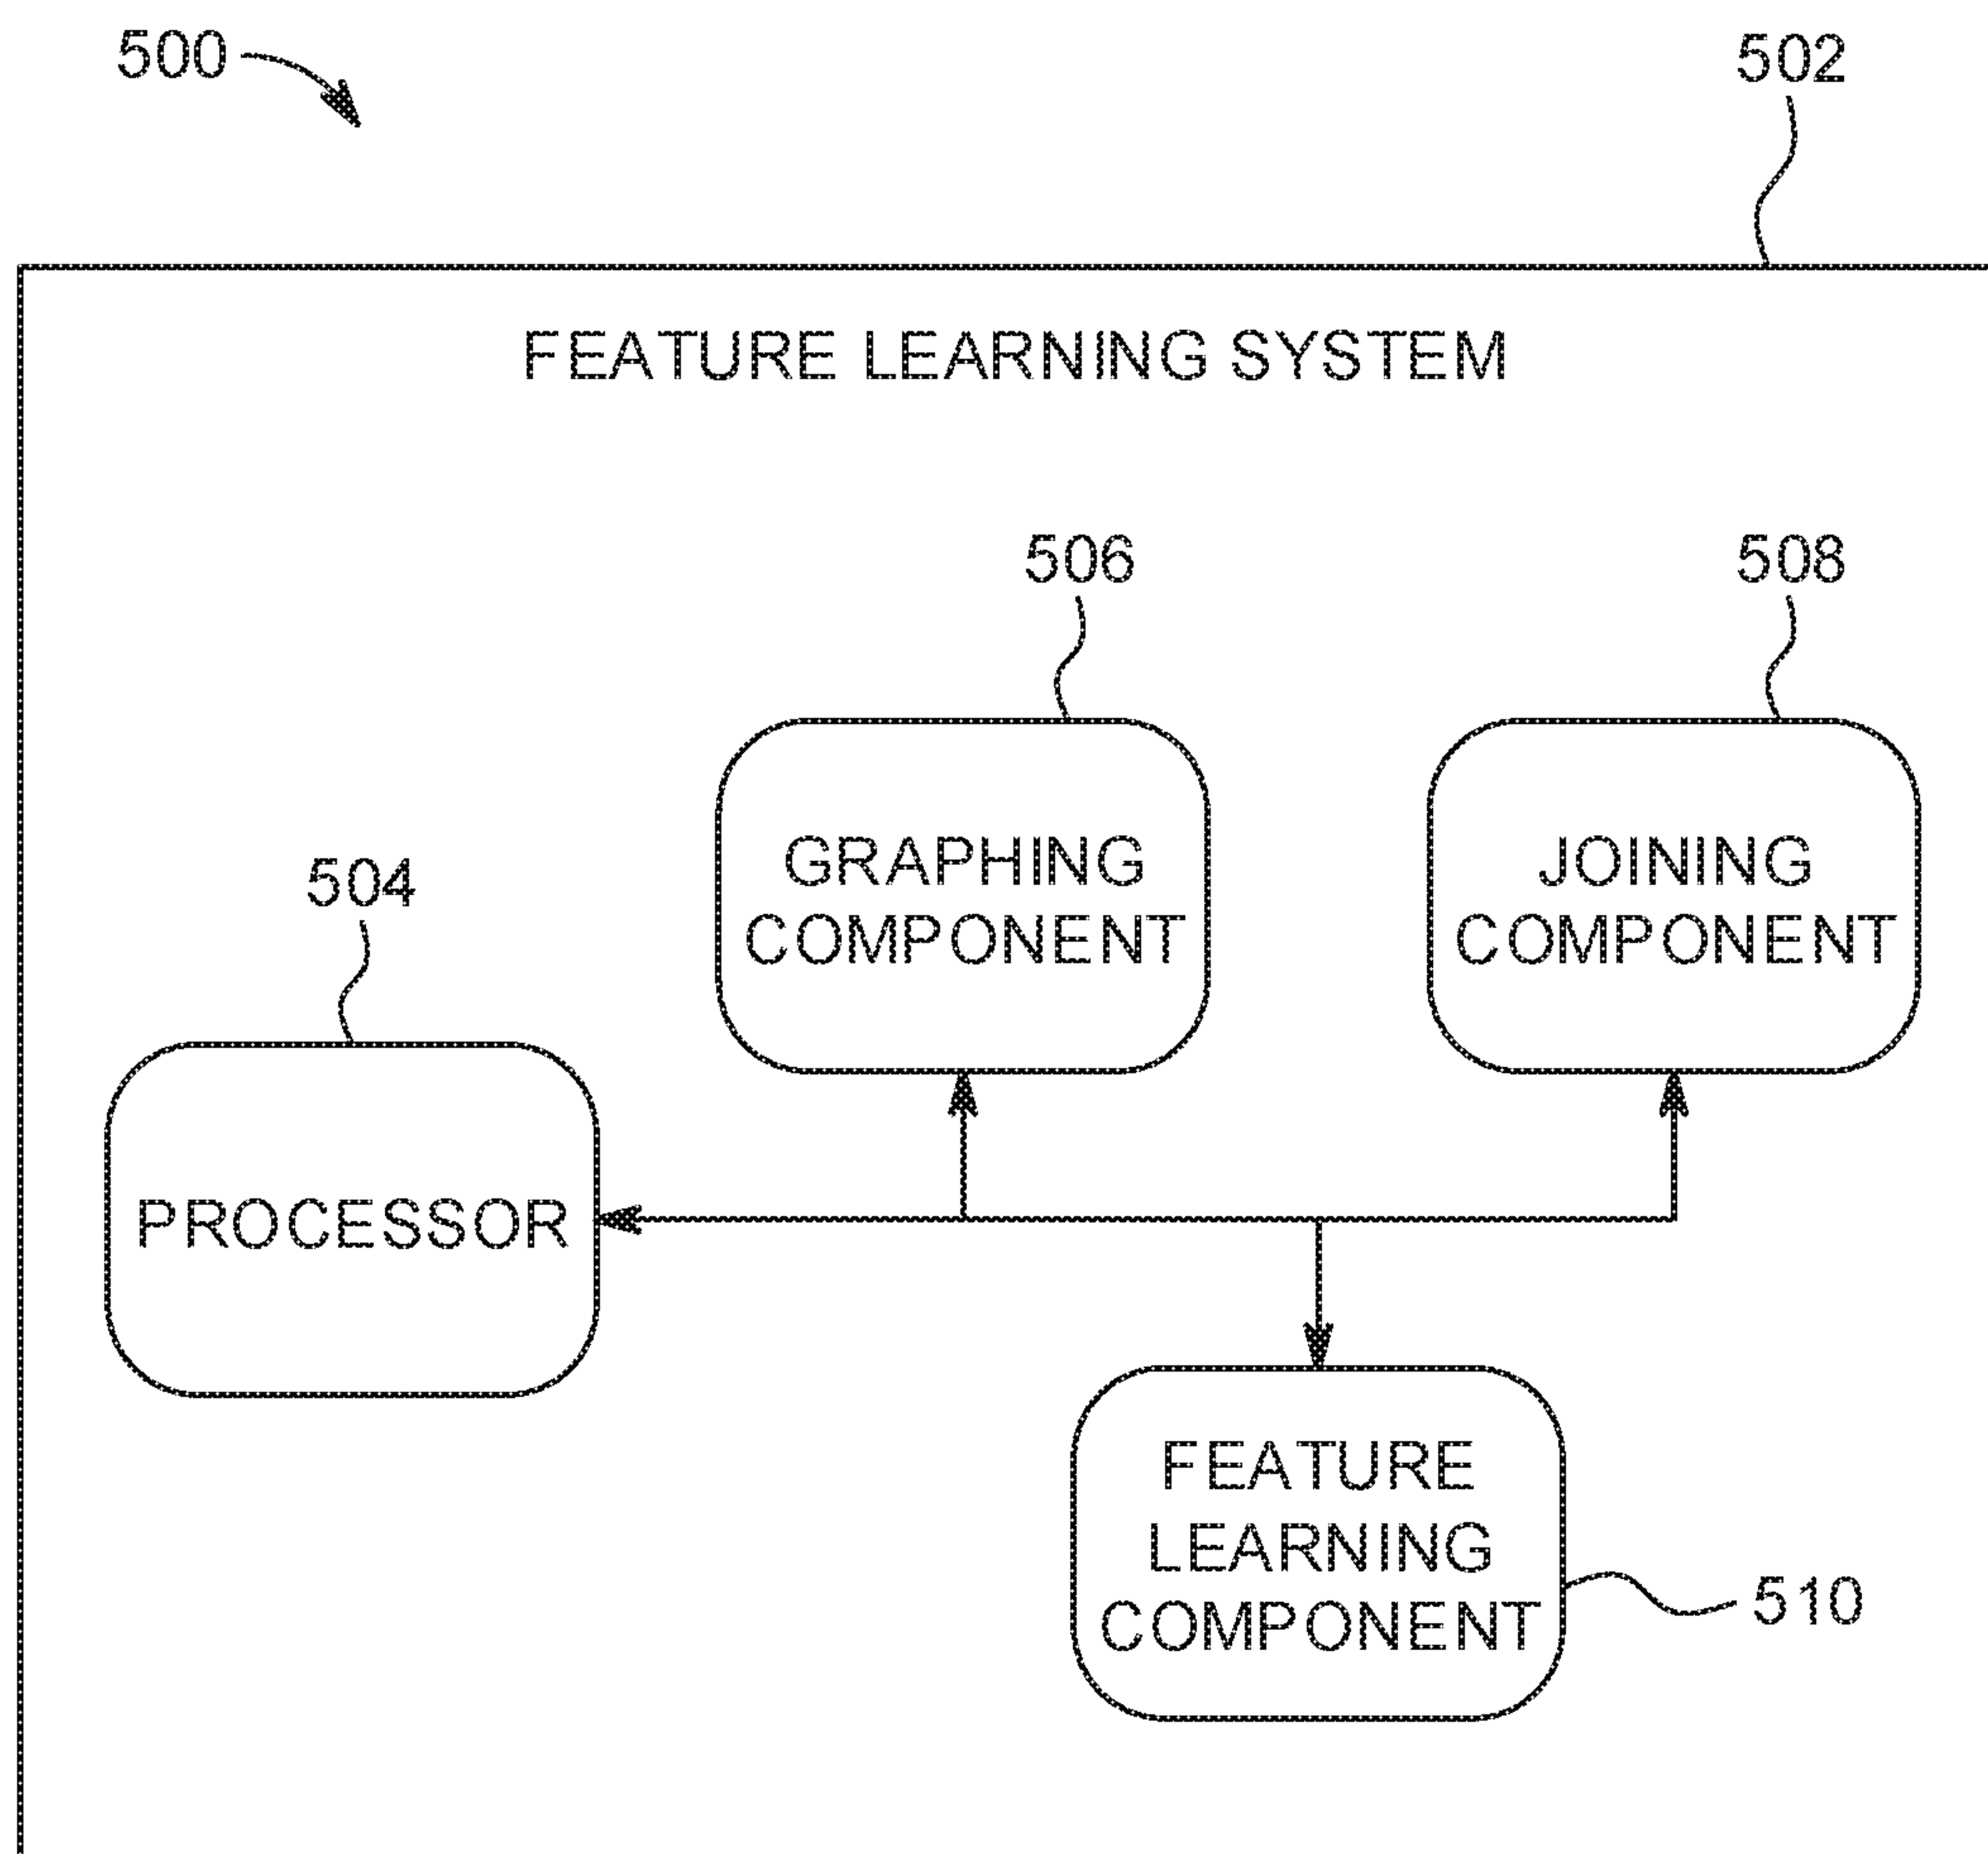 500
502
FEATURE LEARNING SYSTEM
506
508
GRAPHING
COMPONENT
JOINING
COMPONENT
504
PROCESSOR
FEATURE
LEARNING
COMPONENT
510